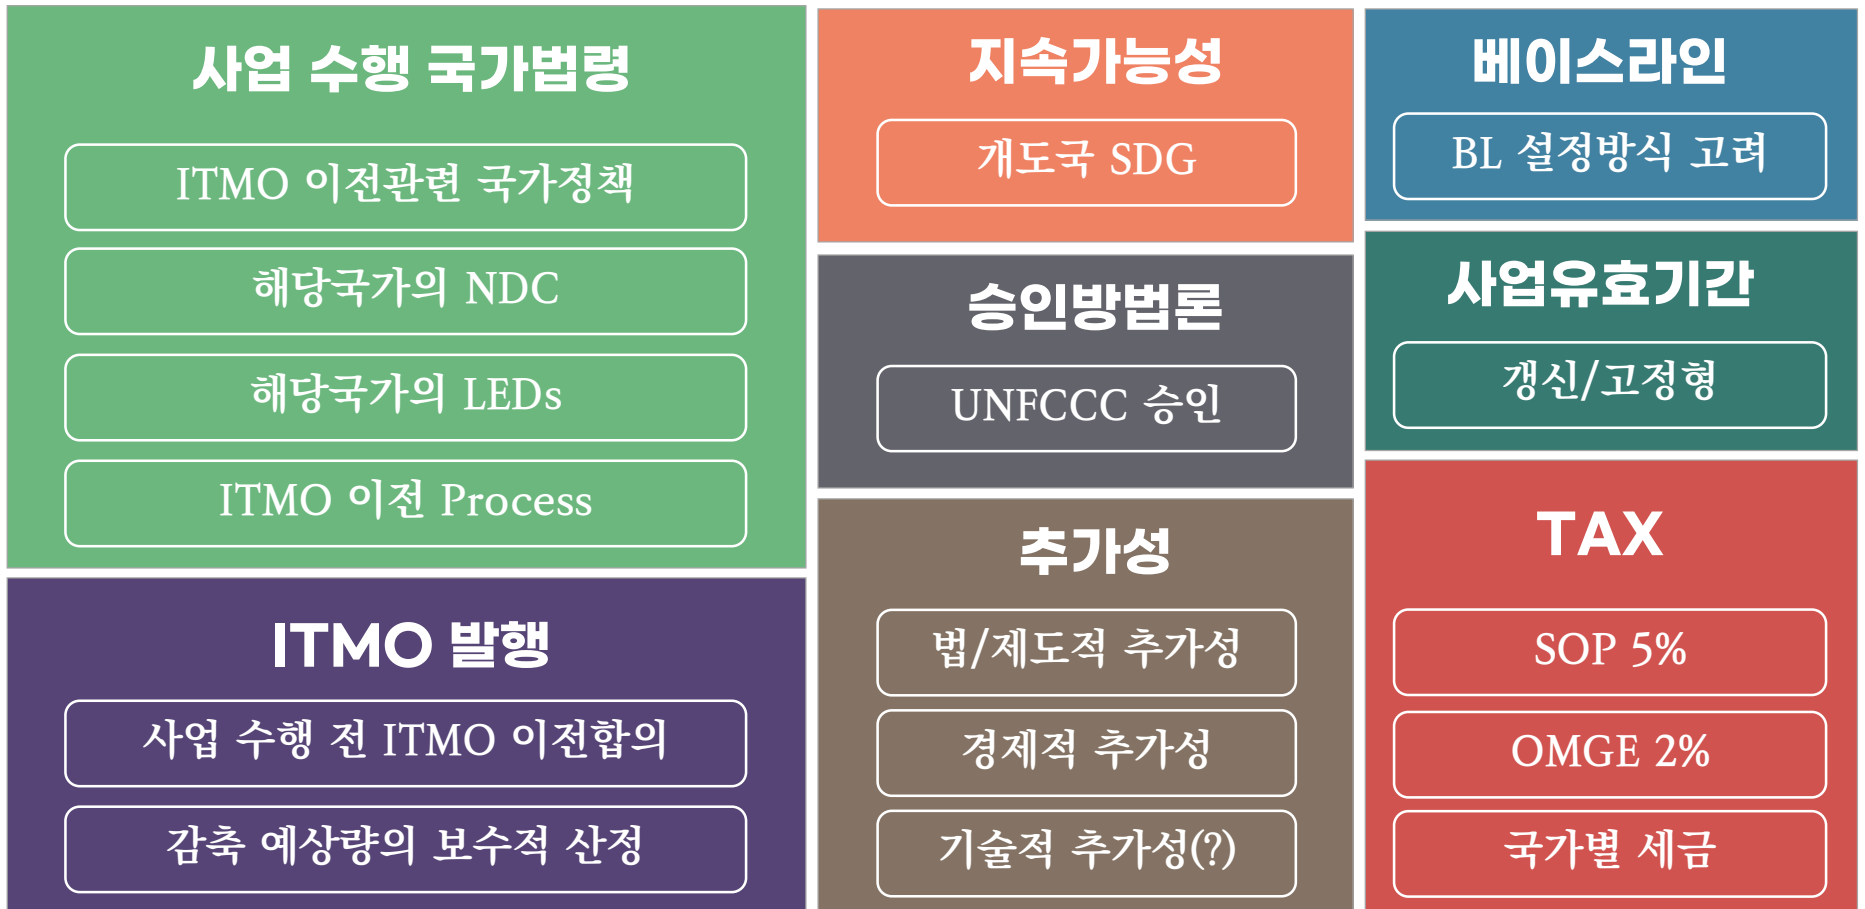 사업 수행 국가법령
ITMO 이전관련 국가정책
해당국가의 NDC
해당국가의 LEDs
ITMO 이전 Process
ITMO 발행
사업 수행 전 ITMO 이전합의
감축 예상량의 보수적 산정
지속가능성
개도국 SDG
승인방법론
UNFCCC 승인
추가성
법/제도적 추가성
경제적 추가성
기술적 추가성(?)
베이스라인
BL 설정방식 고려
사업유효기간
갱신/고정형
TAX
SOP 5%
OMGE 2%
국가별 세금